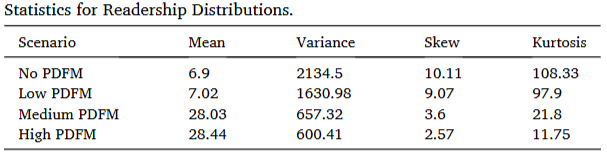 Statistics for Readership Distributions.
Scenario Mean Variance Skew Kurtosis
No PDFM 6.9 2134.5 10.11 108.33
Low PDFM 7.02 1630.98 9.07 97.9
Medium PDFM 28.03 657.32 3.6 21.8
High PDFM 28.44 600.41 2.57 11.75